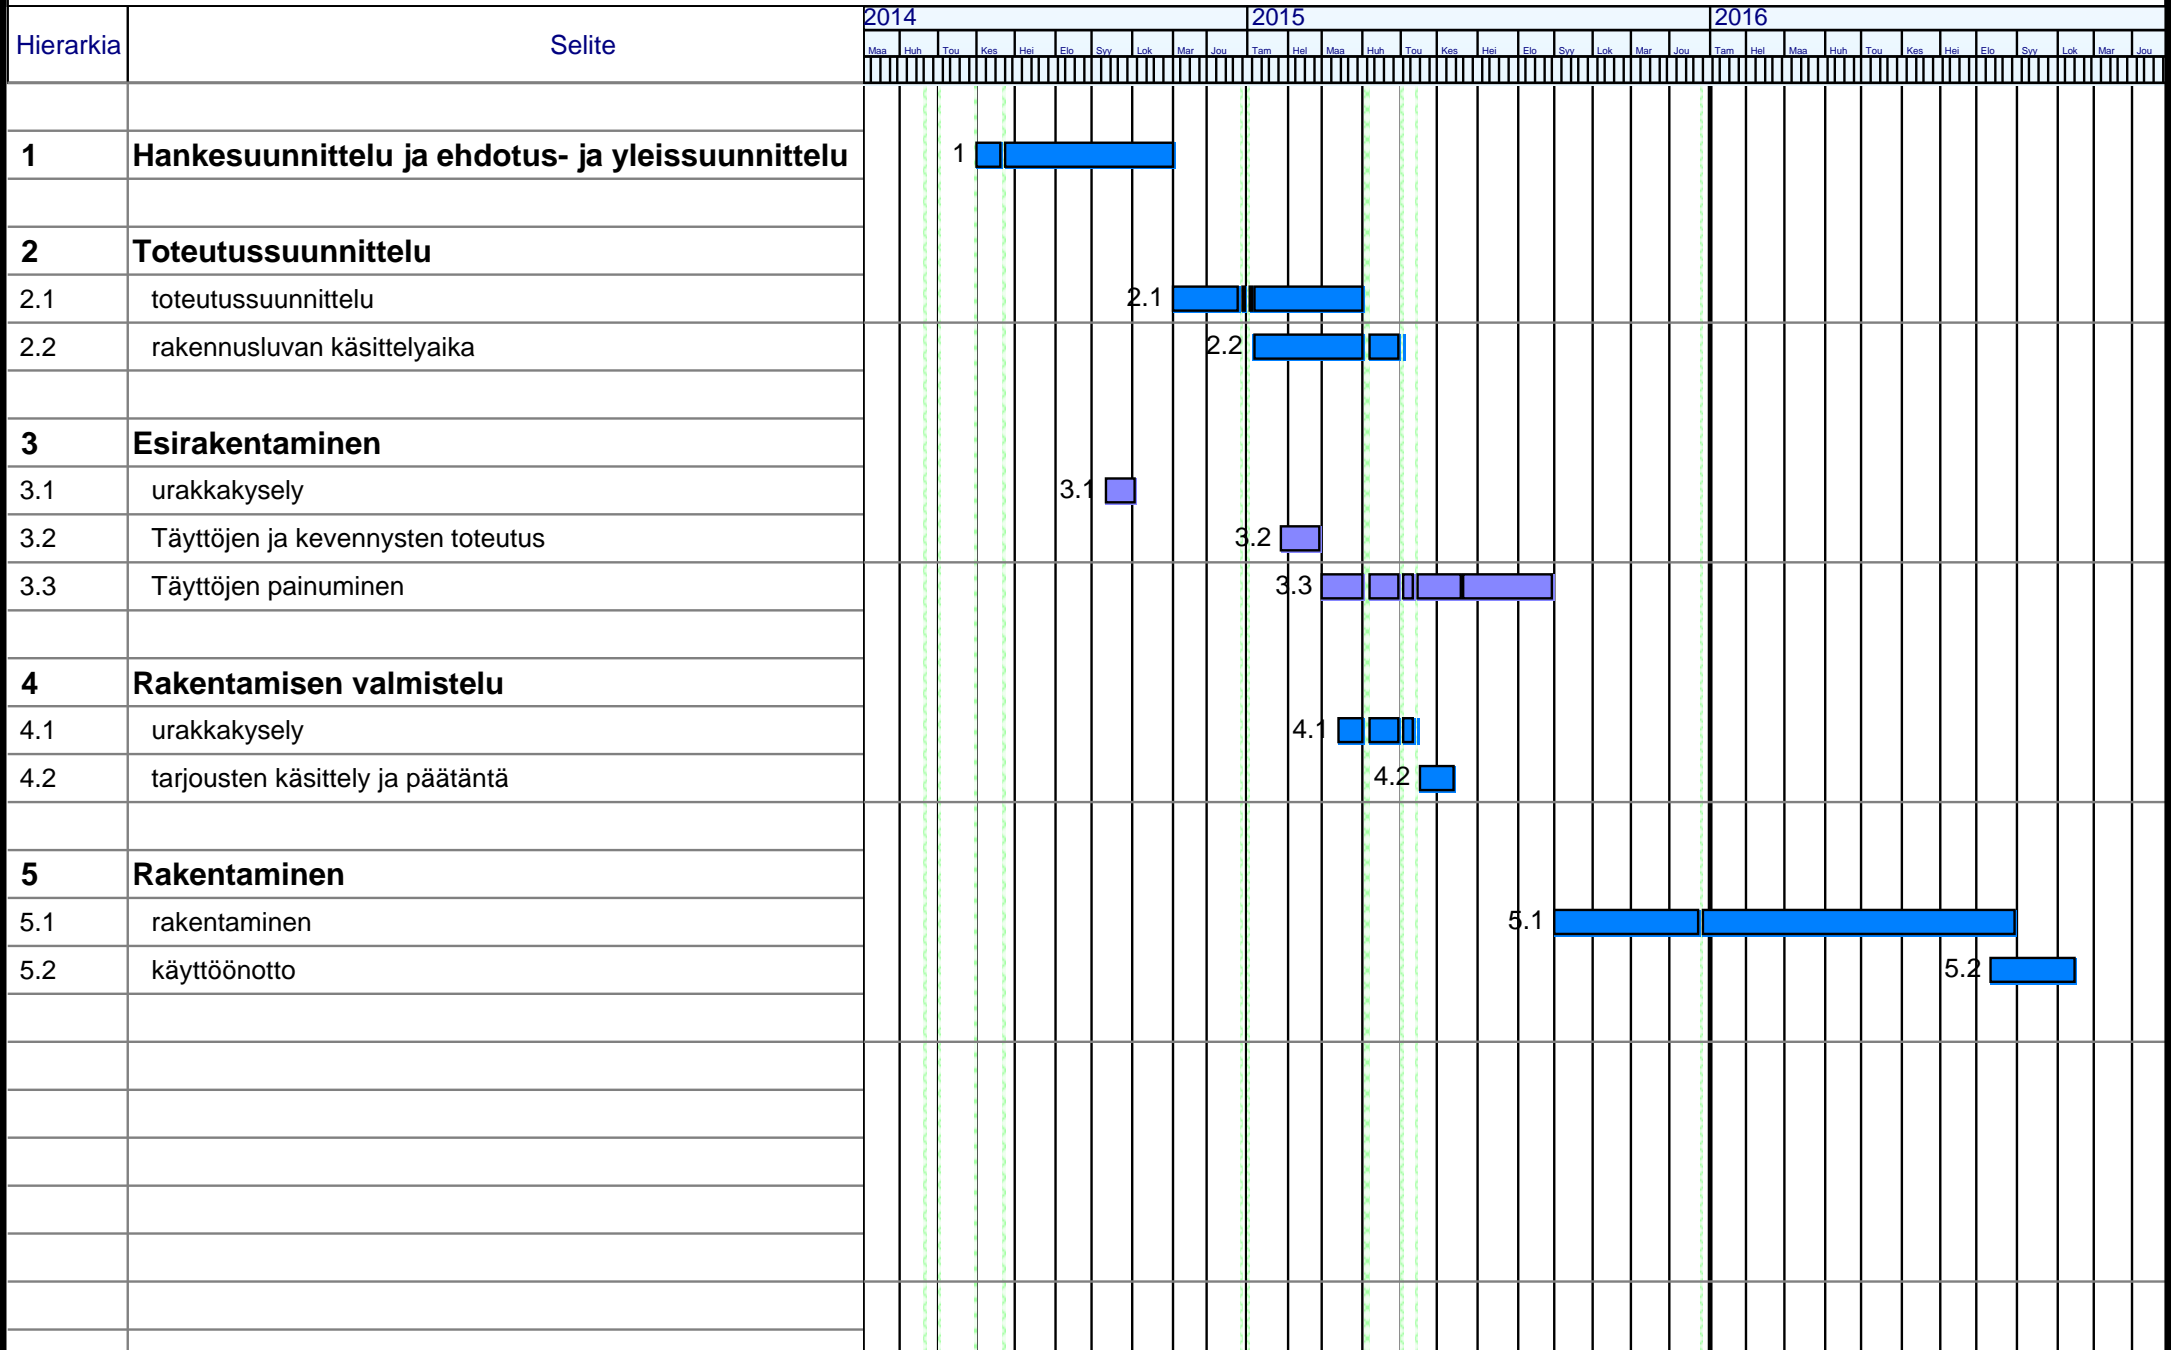 2014 2015 2016
Hierarkia Selite
Maa Huh Tou Kes Hei Elo Syy Lok Mar Jou Tam Hel Maa Huh Tou Kes Hei Elo Syy Lok Mar Jou Tam Hel Maa Huh Tou Kes Hei Elo Syy Lok Mar Jou
1 Hankesuunnittelu ja ehdotus- ja yleissuunnittelu 1
2 Toteutussuunnittelu
2.1 toteutussuunnittelu 2.1
2.2 rakennusluvan käsittelyaika 2.2
3 Esirakentaminen
3.1 urakkakysely 3.1
3.2 Täyttöjen ja kevennysten toteutus 3.2
3.3 Täyttöjen painuminen 3.3
4 Rakentamisen valmistelu
4.1 urakkakysely 4.1
4.2 tarjousten käsittely ja päätäntä 4.2
5 Rakentaminen
5.1 rakentaminen 5.1
5.2 käyttöönotto 5.2